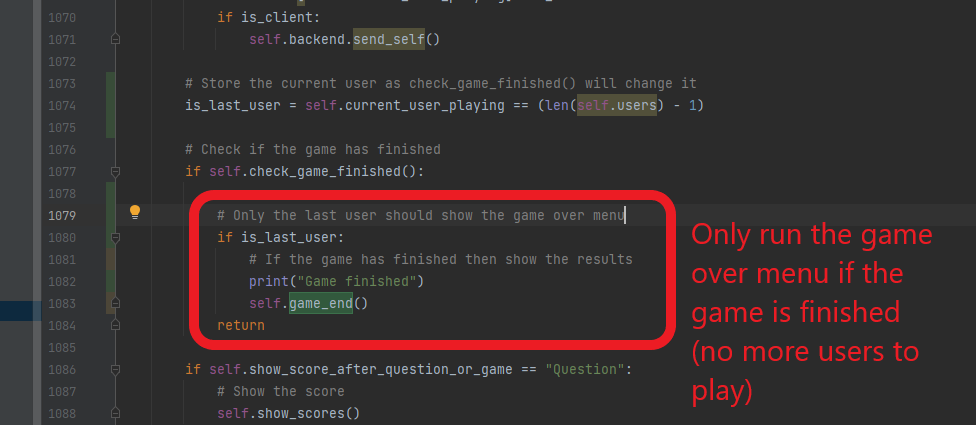 1070 if is_client:
1071 self.backend.send_self()
1072
1073 # Store the current user as check_game_finished() will change it
1074 is_last_user = self.current_user_playing == (len(self.users) - 1)
1075
1076 # Check if the game has finished
1077 if self.check_game_finished():
1078
1079 # Only the last user should show the game over menu
1080 if is_last_user:
1081 # If the game has finished then show the results
1082 print("Game finished")
1083 self.game_end()
1084 return
1085
1086 if self.show_score_after_question_or_game == "Question":
1087 # Show the score
1088 self.show_scores()
Only run the game
over menu if the
game is finished
(no more users to
play)